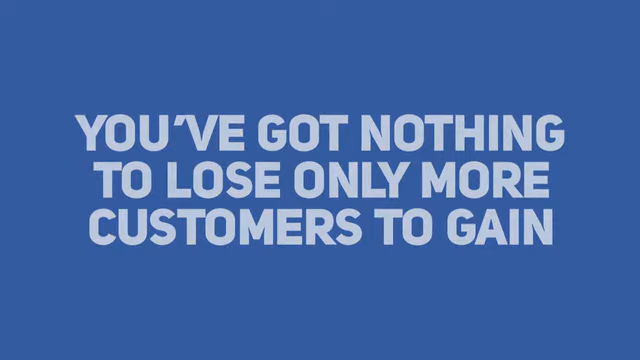 YOU'VE GOT NOTHING
TO LOSE ONLY MORE
CUSTOMERS TO GAIN